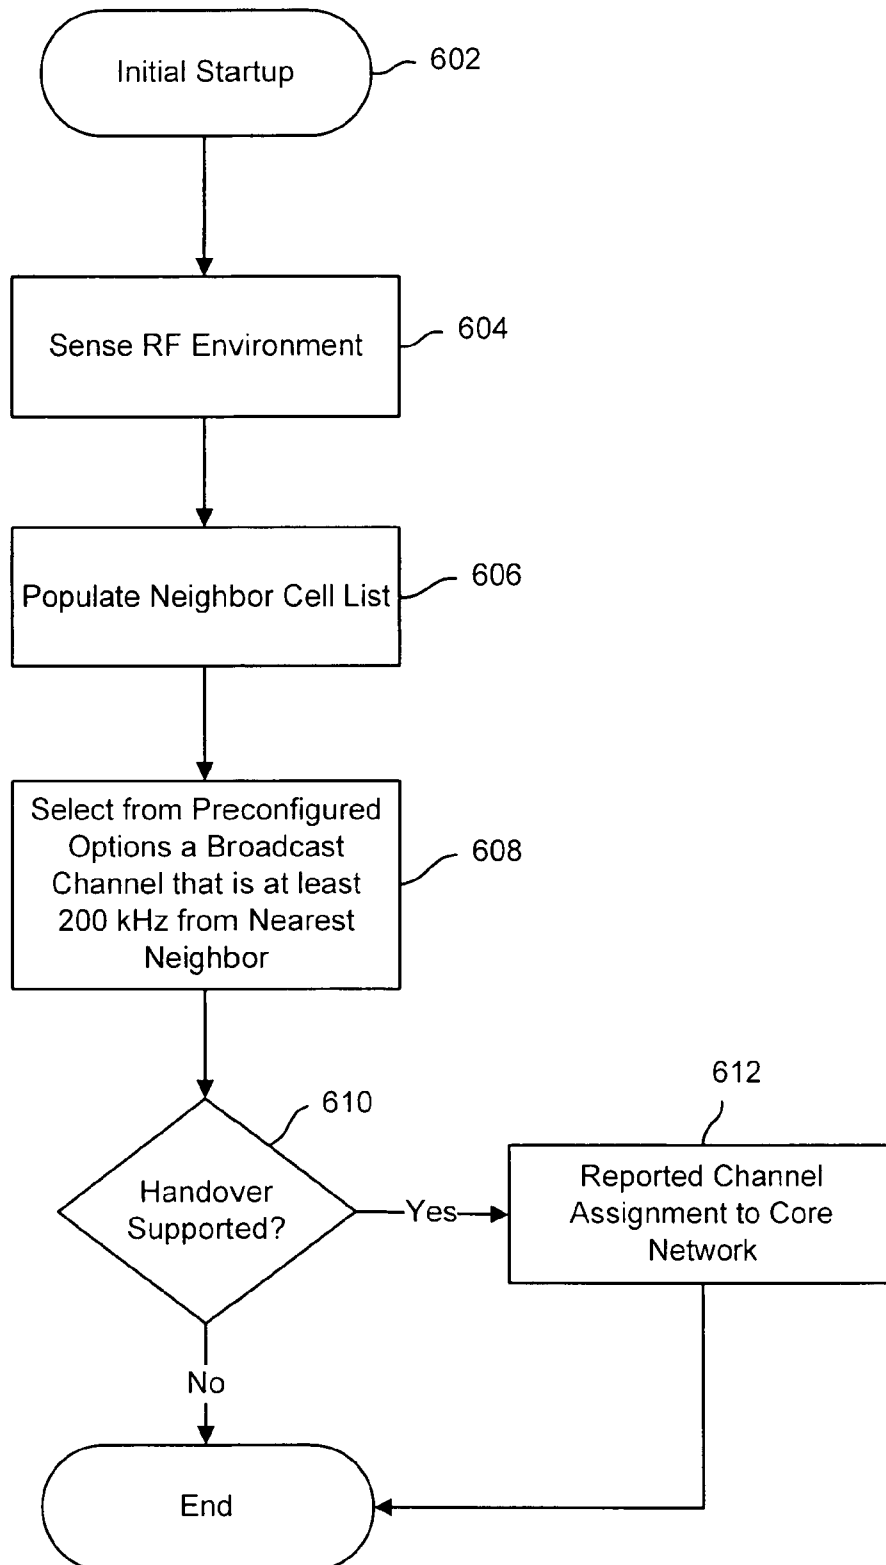 Initial Startup
602
Sense RF Environment
604
Populate Neighbor Cell List
606
Select from Preconfigured
Options a Broadcast
Channel that is at least
200 kHz from Nearest
Neighbor
608
610
Handover
Supported?
Yes
612
Reported Channel
Assignment to Core
Network
No
End